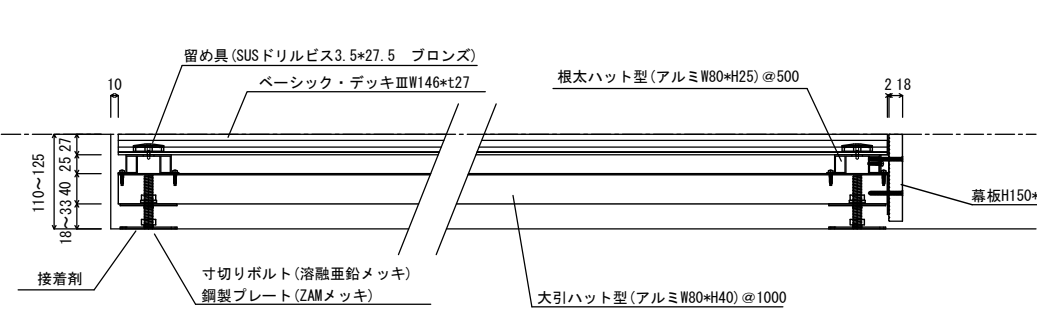 留め具(SUSドリルビス3.5*27.5 ブロンズ)
ベーシック・デッキⅢW146*t27
根太ハット型(アルミW80*H25)@500
10
2 18
27
25
40
18~33
110~125
幕板H150*
接着剤
寸切りボルト(溶融亜鉛メッキ)
鋼製プレート(ZAMメッキ)
大引ハット型(アルミW80*H40)@1000